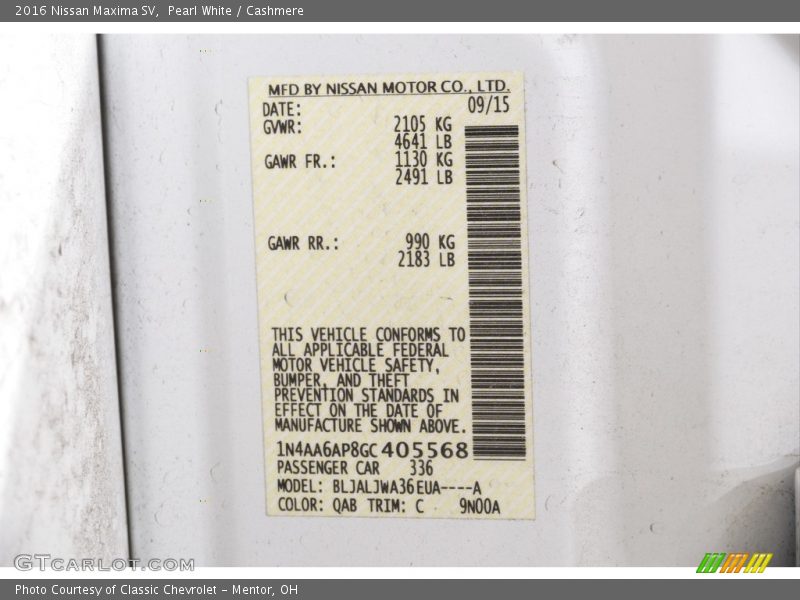 2016 Nissan Maxima SV,  Pearl White / Cashmere
MFD BY NISSAN MOTOR CO., LTD.
DATE: 09/15
GVWR: 2105 KG
4641 LB
GAWR FR.: 1130 KG
2491 LB
GAWR RR.: 990 KG
2183 LB
THIS VEHICLE CONFORMS TO
ALL APPLICABLE FEDERAL
MOTOR VEHICLE SAFETY,
BUMPER, AND THEFT
PREVENTION STANDARDS IN
EFFECT ON THE DATE OF
MANUFACTURE SHOWN ABOVE.
1N4AA6AP8GC405568
PASSENGER CAR 336
MODEL: BLJALJWA36EUA----A
COLOR: QAB TRIM: C 9N00A
GTCARLOT.COM
Photo Courtesy of Classic Chevrolet - Mentor, OH